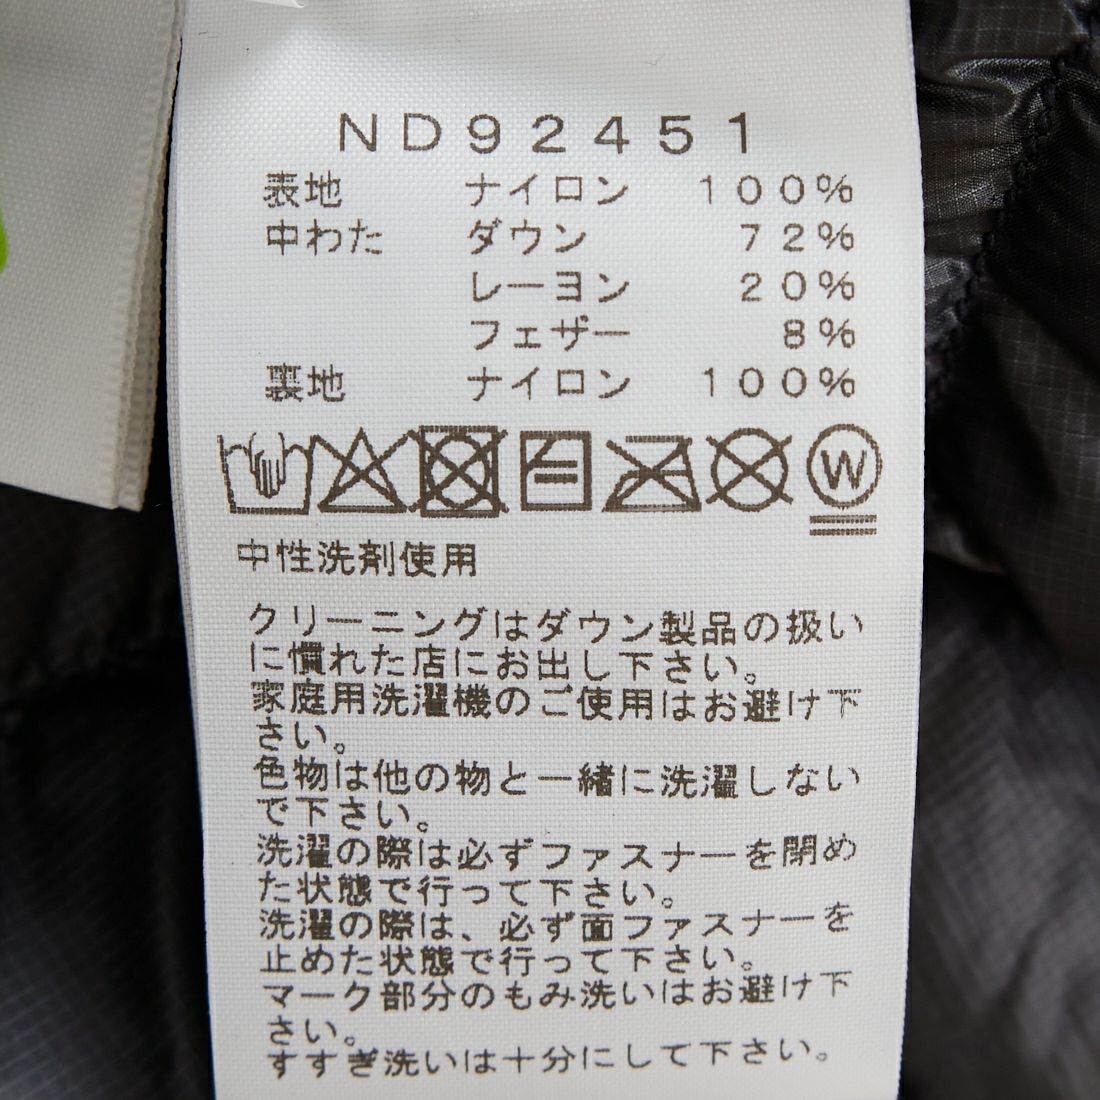 ND92451
表地 ナイロン 100%
中わた ダウン 72%
レーヨン 20%
フェザー 8%
裏地 ナイロン 100%
W
中性洗剤使用
クリーニングはダウン製品の扱い
に慣れた店にお出し下さい。
家庭用洗濯機のご使用はお避け下
さい。
色物は他の物と一緒に洗濯しない
で下さい。
洗濯の際は必ずファスナーを閉め
た状態で行って下さい。
洗濯の際は、必ず面ファスナーを
止めた状態で行って下さい。
マーク部分のもみ洗いはお避け下
さい。
すすぎ洗いは十分にして下さい。